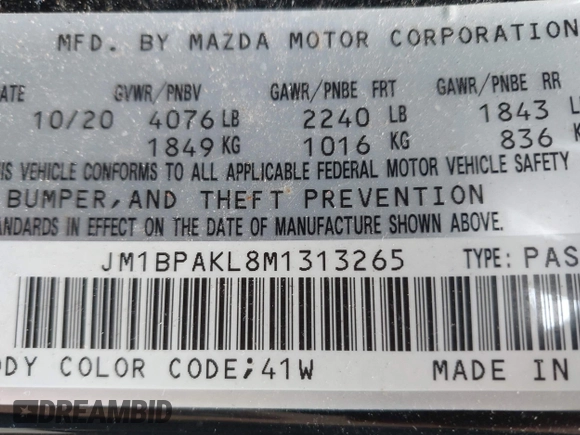 MFD. BY MAZDA MOTOR CORPORATION
ATE GVWR/PNBV GAWR/PNBE FRT GAWR/PNBE RR
10/20 4076 LB 2240 LB 1843 L
1849 KG 1016 KG 836 K
IS VEHICLE CONFORMS TO ALL APPLICABLE FEDERAL MOTOR VEHICLE SAFETY
BUMPER,AND THEFT PREVENTION
ANDARDS IN EFFECT ON THE DATE OF MANUFACTURE SHOWN ABOVE.
JM1BPAKL8M1313265 TYPE: PAS
ODY COLOR CODE;41W MADE IN
DREAMBID